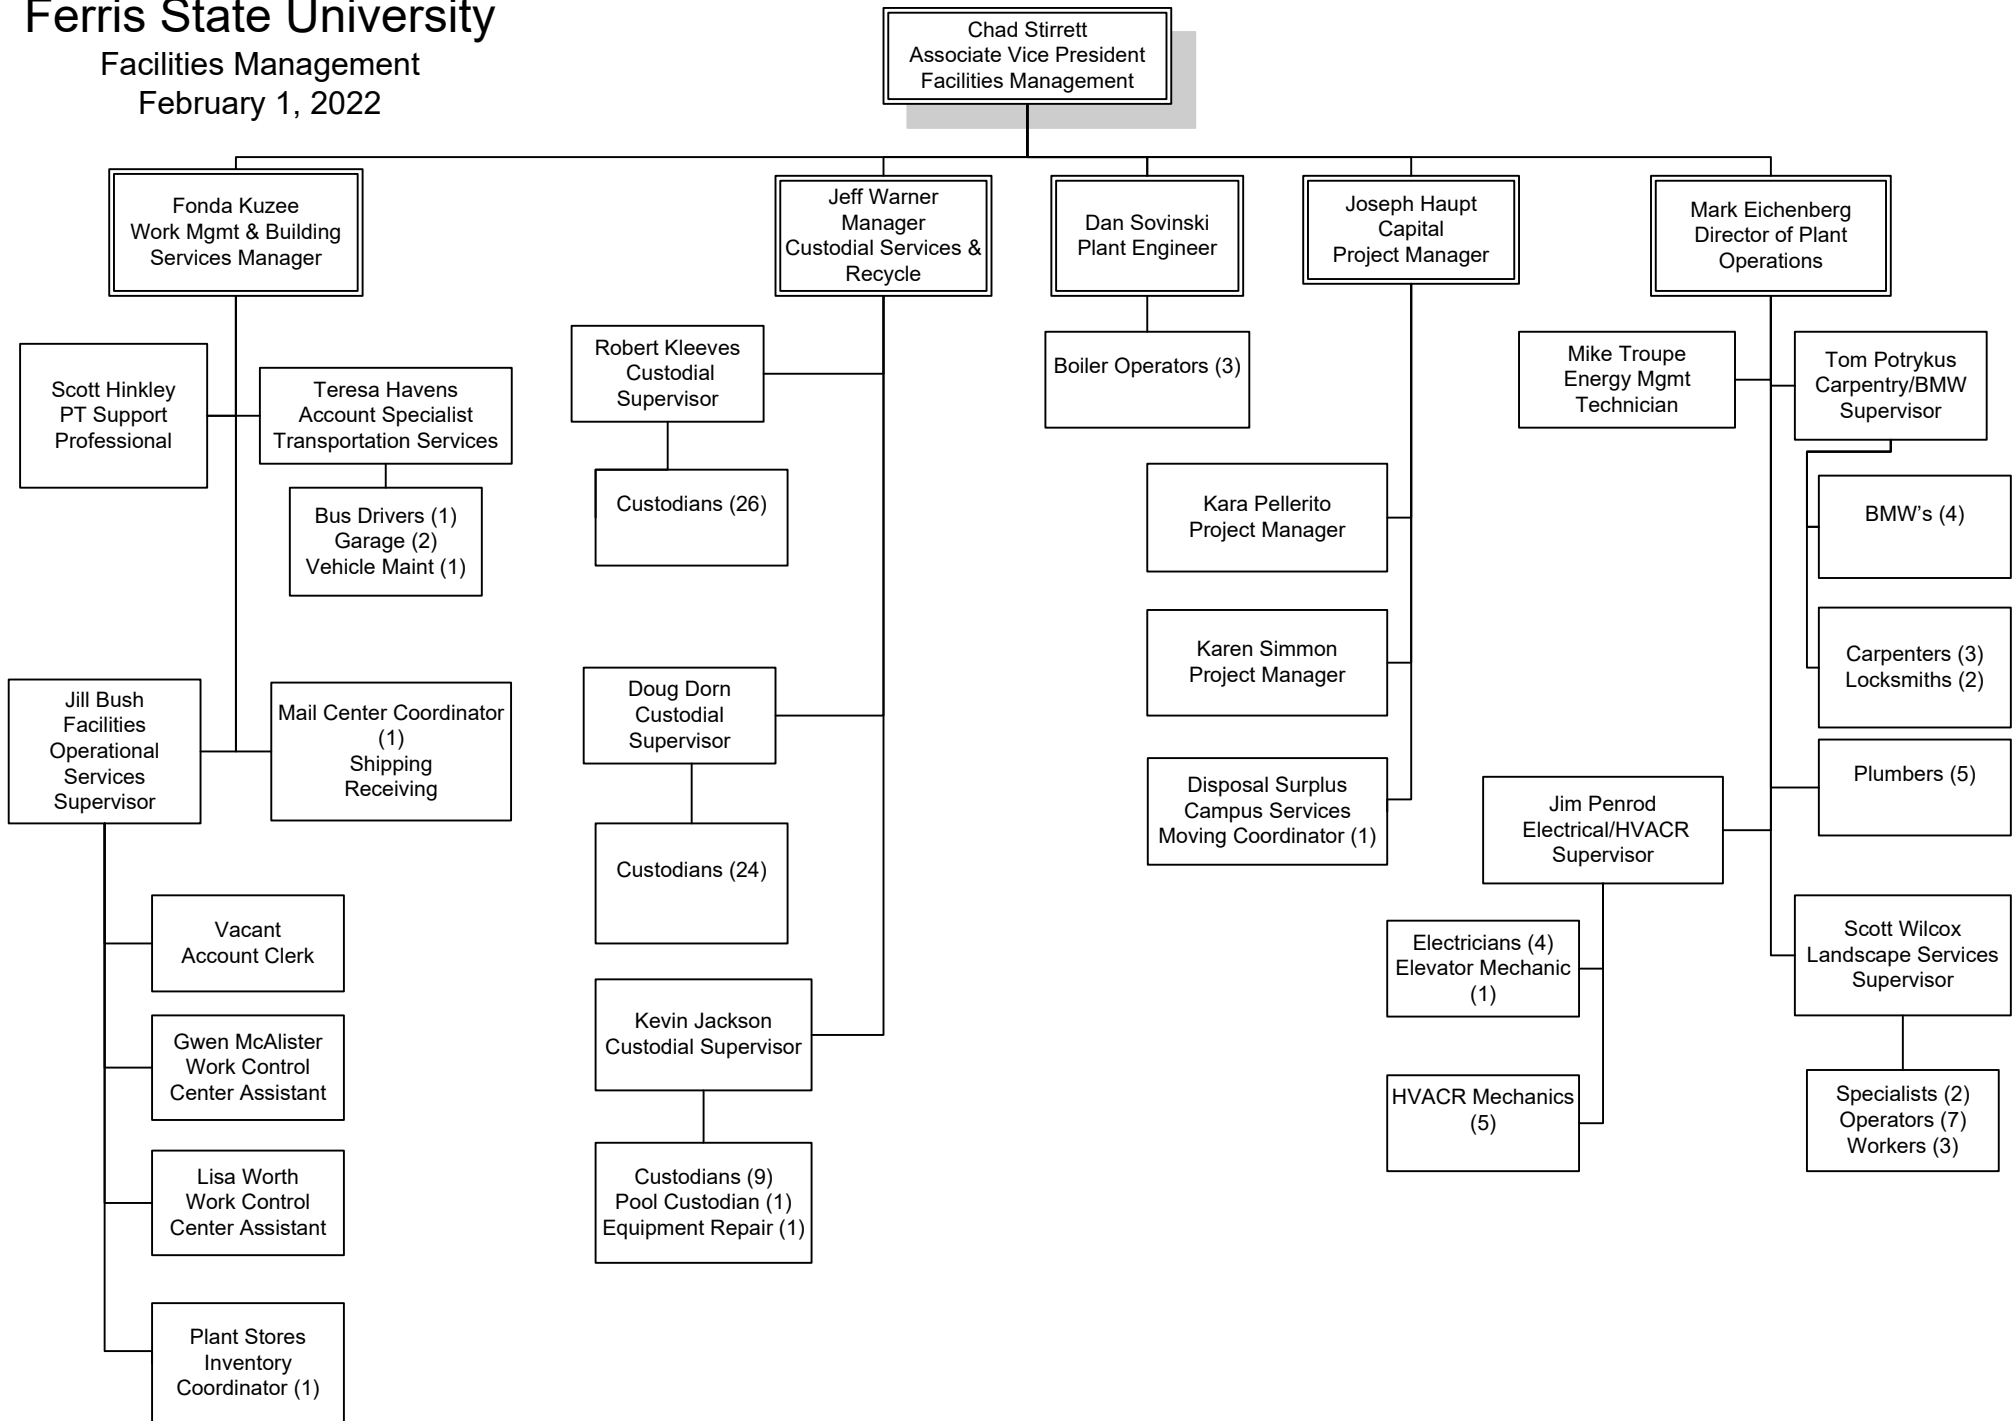 Ferris State University
Facilities Management
February 1, 2022
Chad Stirrett
Associate Vice President
Facilities Management
Fonda Kuzee
Work Mgmt & Building
Services Manager
Jeff Warner
Manager
Custodial Services &
Recycle
Dan Sovinski
Plant Engineer
Joseph Haupt
Capital
Project Manager
Mark Eichenberg
Director of Plant
Operations
Scott Hinkley
PT Support
Professional
Teresa Havens
Account Specialist
Transportation Services
Bus Drivers (1)
Garage (2)
Vehicle Maint (1)
Jill Bush
Facilities
Operational
Services
Supervisor
Mail Center Coordinator
(1)
Shipping
Receiving
Vacant
Account Clerk
Gwen McAlister
Work Control
Center Assistant
Lisa Worth
Work Control
Center Assistant
Plant Stores
Inventory
Coordinator (1)
Robert Kleeves
Custodial
Supervisor
Custodians (26)
Doug Dorn
Custodial
Supervisor
Custodians (24)
Kevin Jackson
Custodial Supervisor
Custodians (9)
Pool Custodian (1)
Equipment Repair (1)
Boiler Operators (3)
Kara Pellerito
Project Manager
Karen Simmon
Project Manager
Disposal Surplus
Campus Services
Moving Coordinator (1)
Mike Troupe
Energy Mgmt
Technician
Tom Potrykus
Carpentry/BMW
Supervisor
BMW’s (4)
Carpenters (3)
Locksmiths (2)
Plumbers (5)
Jim Penrod
Electrical/HVACR
Supervisor
Electricians (4)
Elevator Mechanic
(1)
HVACR Mechanics
(5)
Scott Wilcox
Landscape Services
Supervisor
Specialists (2)
Operators (7)
Workers (3)